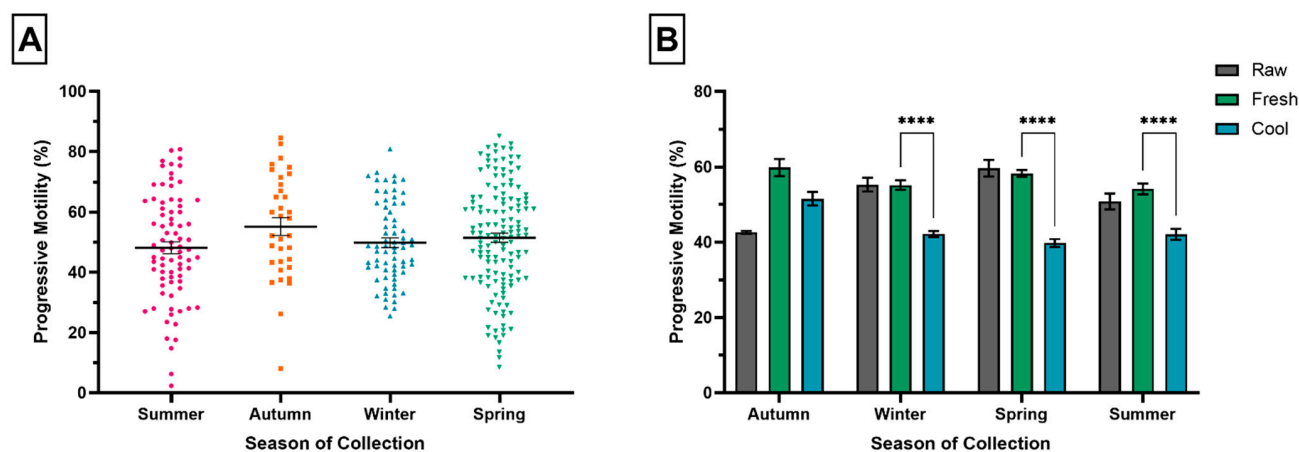 A
Progressive Motility (%)
100
80
60
40
20
0
Summer Autumn Winter Spring
Season of Collection
B
Progressive Motility (%)
80
60
40
20
0
**** **** ****
Autumn Winter Spring Summer
Season of Collection
Raw
Fresh
Cool